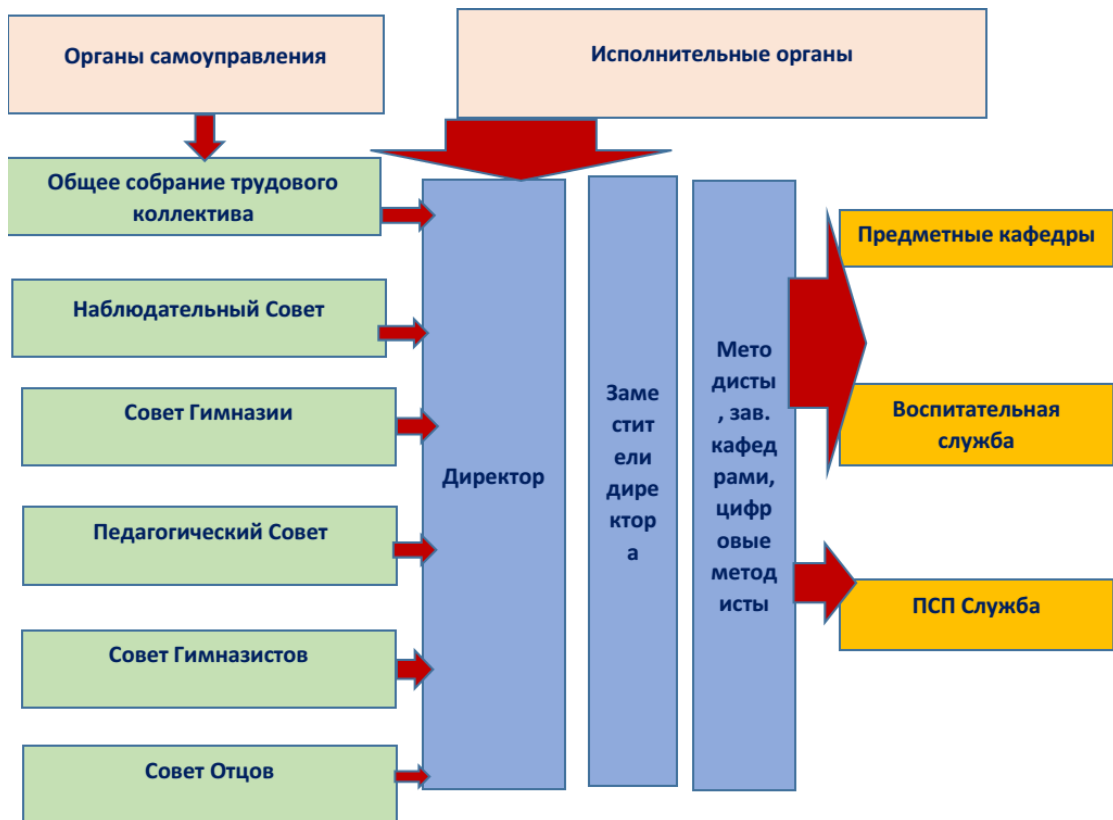 Органы самоуправления
Исполнительные органы
Общее собрание трудового
коллектива
Наблюдательный Совет
Совет Гимназии
Педагогический Совет
Совет Гимназистов
Совет Отцов
Директор
Заме
стит
ели
дире
ктор
а
Мето
дисты
, зав.
кафед
рами,
цифр
овые
метод
исты
Предметные кафедры
Воспитательная
служба
ПСП Служба